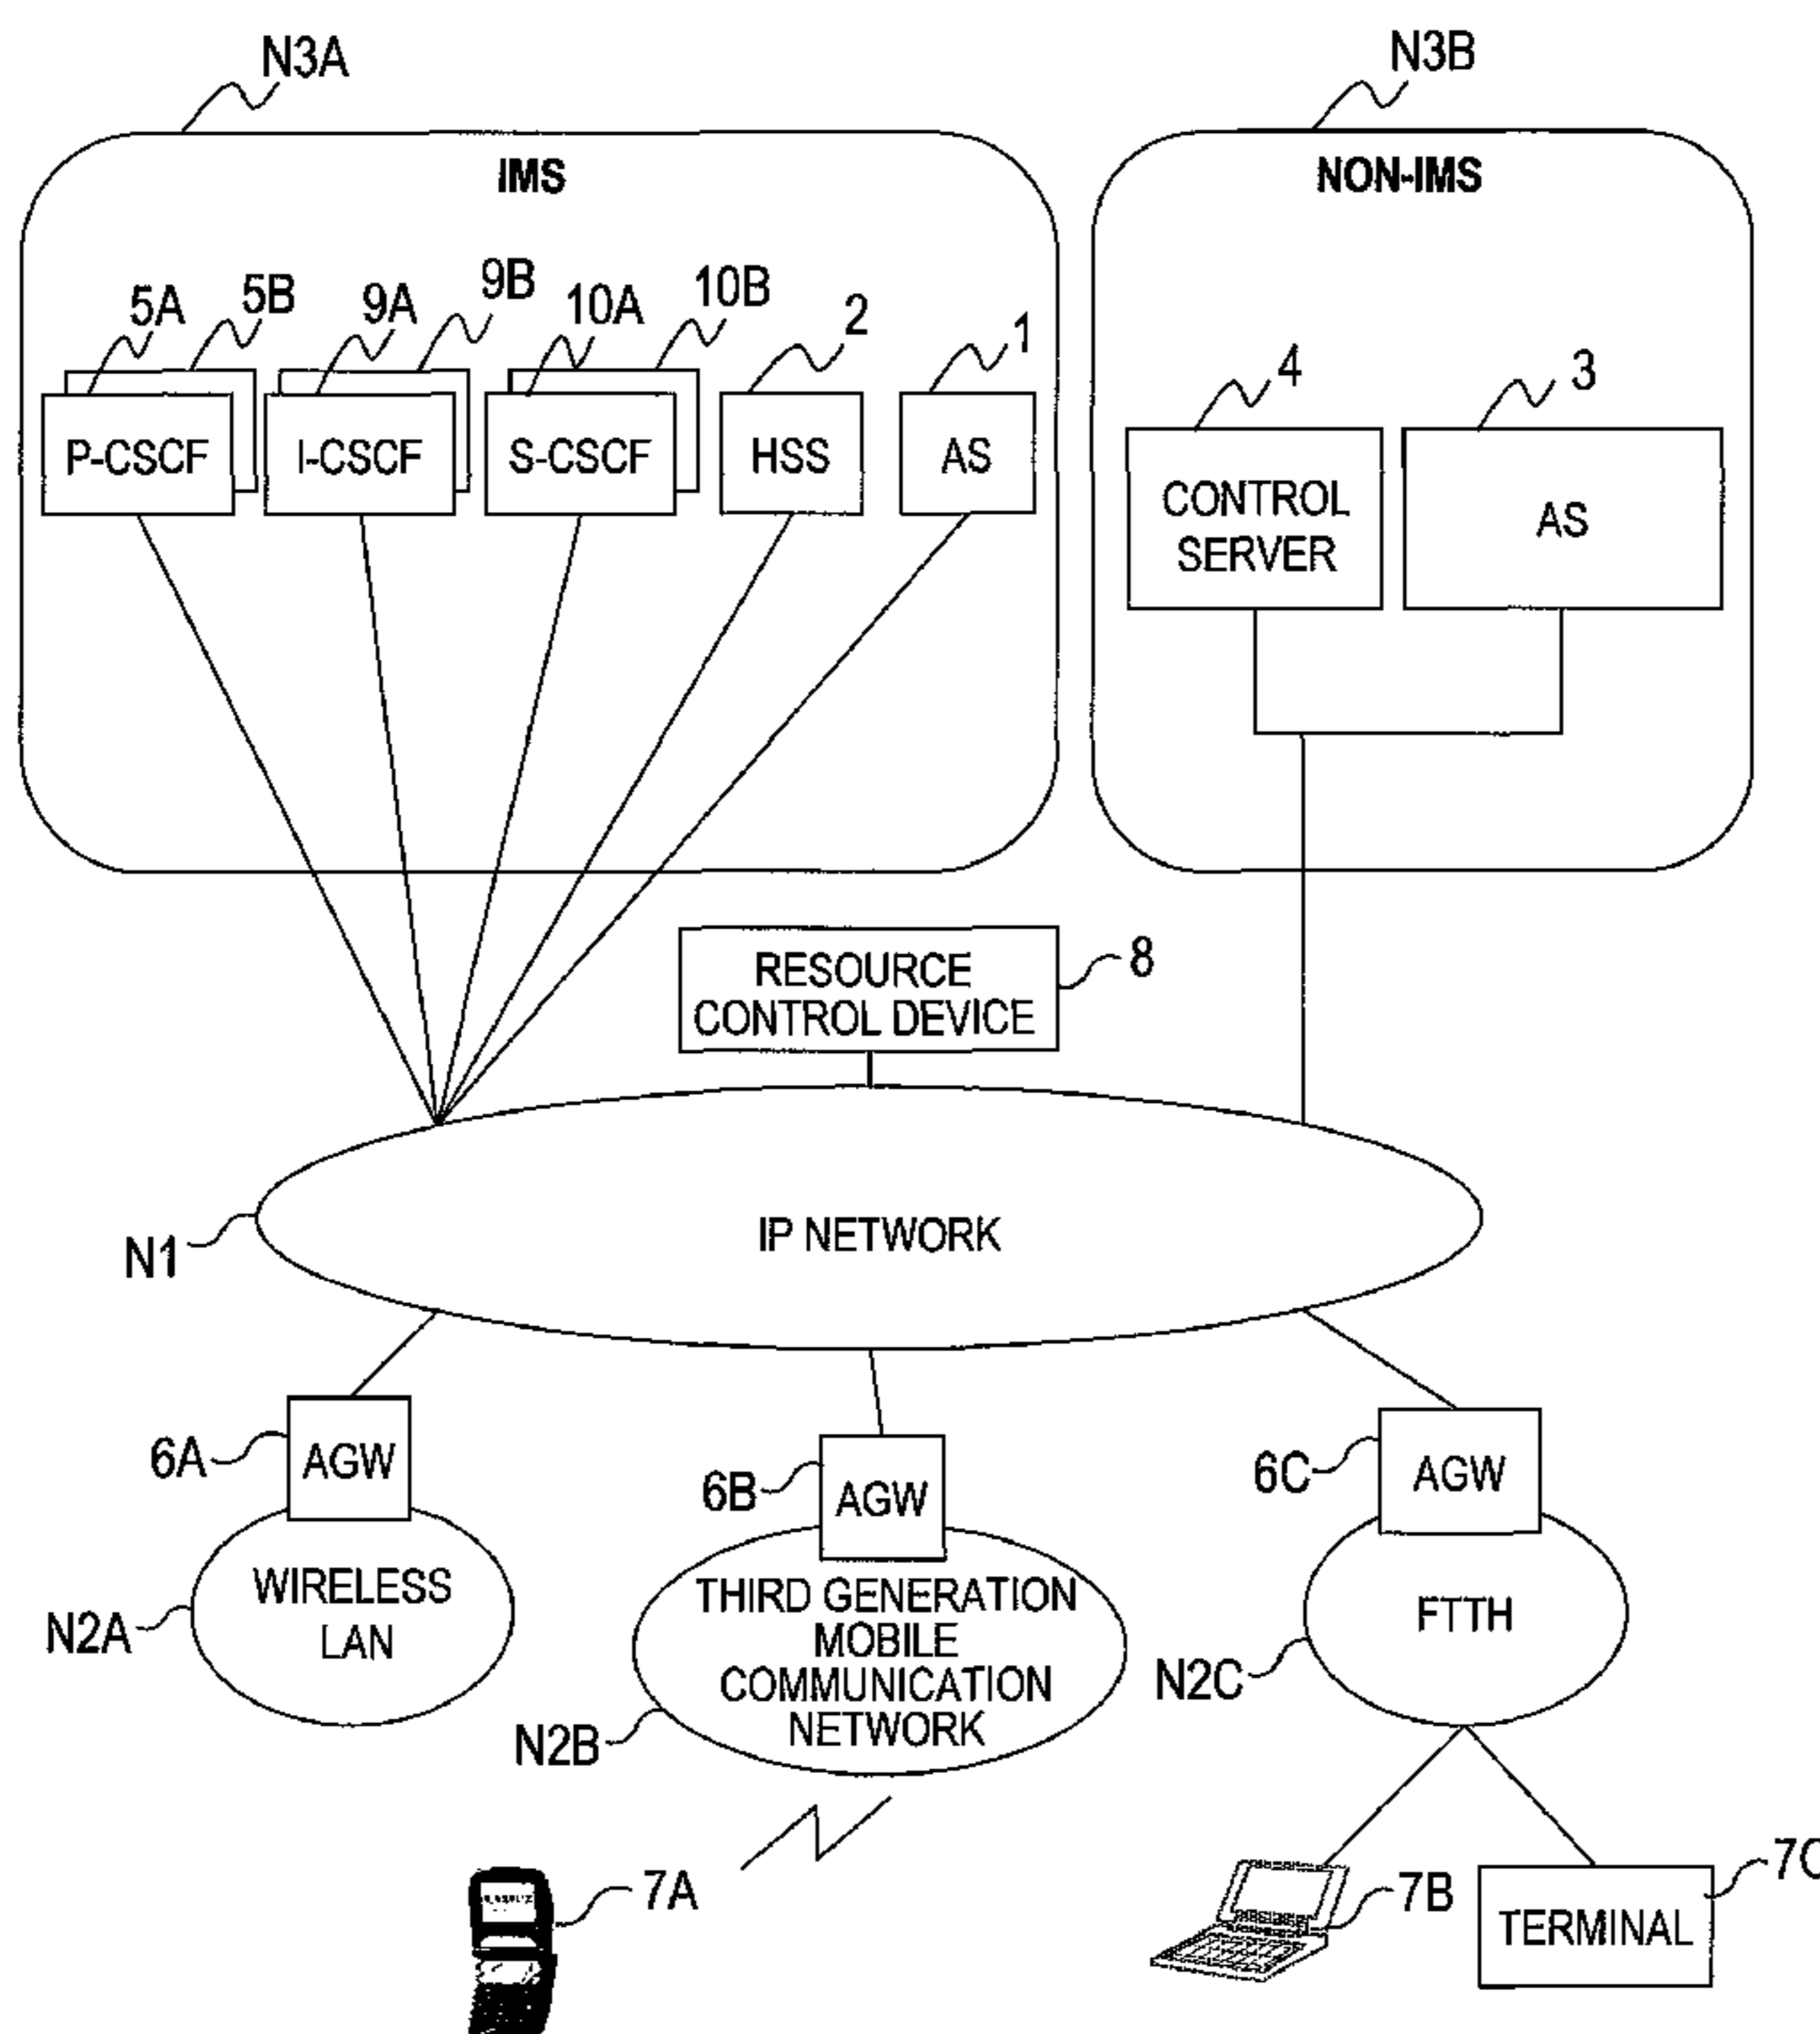 N3A
N3B
IMS
NON-IMS
5A
5B
9A
9B
10A
10B
2
1
4
3
P-CSCF
I-CSCF
S-CSCF
HSS
AS
CONTROL
SERVER
AS
RESOURCE
CONTROL DEVICE
8
IP NETWORK
N1
6A
AGW
6B
AGW
6C
AGW
WIRELESS
LAN
N2A
THIRD GENERATION
MOBILE
COMMUNICATION
NETWORK
N2B
FTTH
N2C
7A
7B
7C
TERMINAL